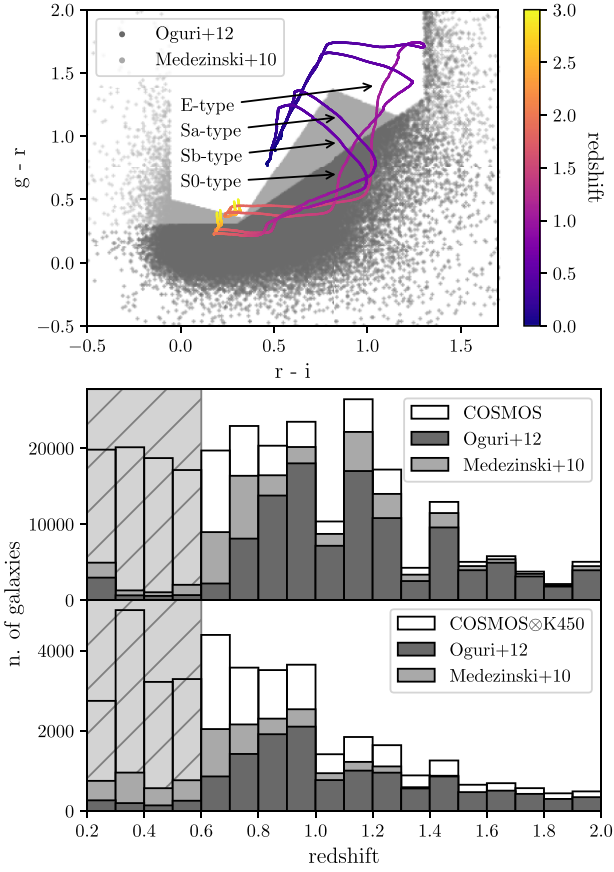 2.0
1.5
1.0
0.5
0.0
−0.5
g - r
Oguri+12
Medezinski+10
E-type
Sa-type
Sb-type
S0-type
−0.5
0.0
0.5
1.0
1.5
r - i
3.0
2.5
2.0
1.5
1.0
0.5
0.0
redshift
20000
10000
0
COSMOS
Oguri+12
Medezinski+10
n. of galaxies
4000
2000
0
COSMOS⊗K450
Oguri+12
Medezinski+10
0.2 0.4 0.6 0.8 1.0 1.2 1.4 1.6 1.8 2.0
redshift